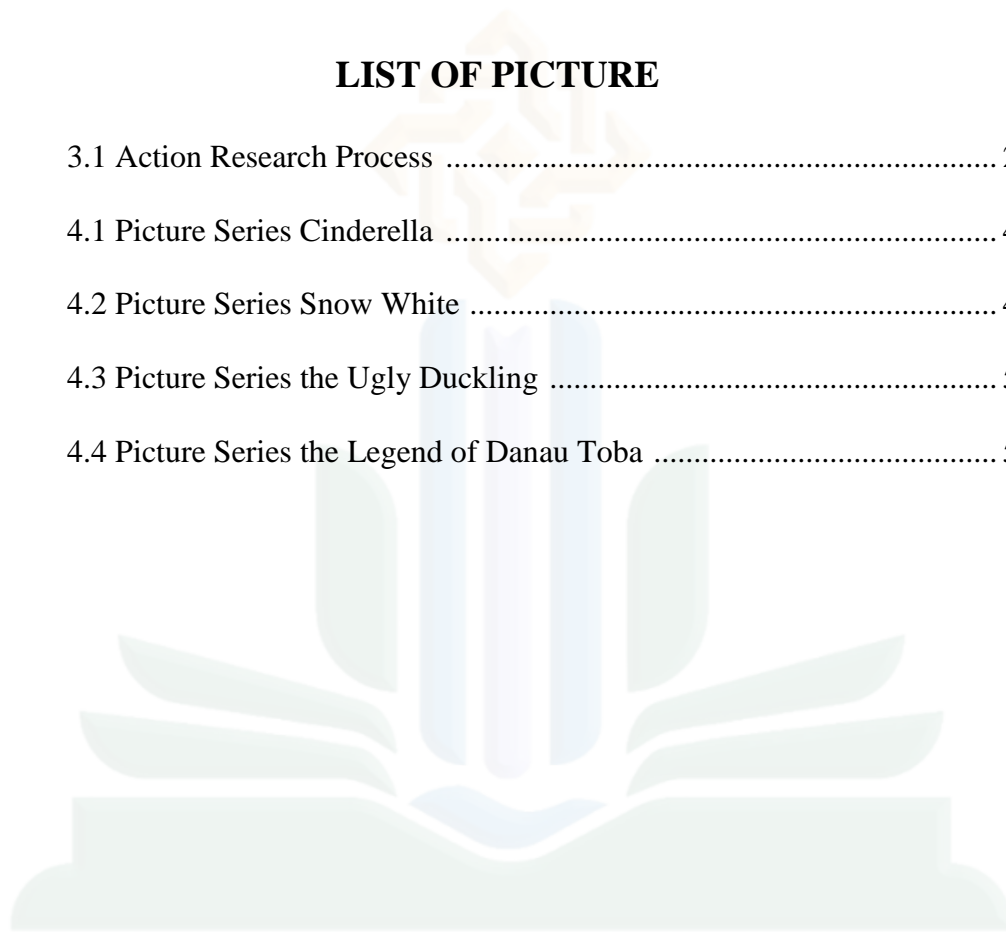 LIST OF PICTURE
3.1 Action Research Process ....................................................................
4.1 Picture Series Cinderella ....................................................................
4.2 Picture Series Snow White .................................................................
4.3 Picture Series the Ugly Duckling .......................................................
4.4 Picture Series the Legend of Danau Toba ..........................................